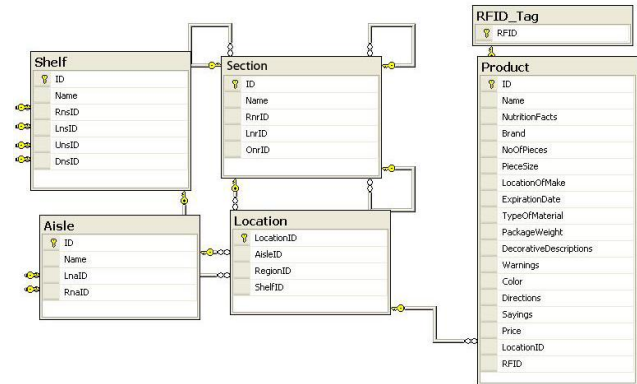 Shelf
ID
Name
RnsID
LnsID
UnsID
DnsID
Section
ID
Name
RnrID
LnrID
OnrID
RFID_Tag
RFID
Product
ID
Name
NutritionFacts
Brand
NoOfPieces
PieceSize
LocationOfMake
ExpirationDate
TypeOfMaterial
PackageWeight
DecorativeDescriptions
Warnings
Color
Directions
Sayings
Price
LocationID
RFID
Aisle
ID
Name
LnaID
RnaID
Location
LocationID
AisleID
RegionID
ShelfID